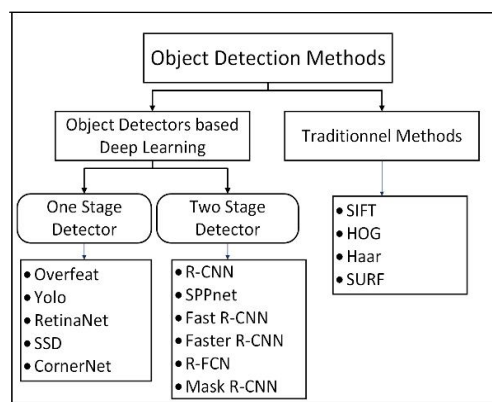 Object Detection Methods
Object Detectors based
Deep Learning
Traditionnel Methods
One Stage
Detector
Two Stage
Detector
• Overfeat
• Yolo
• RetinaNet
• SSD
• CornerNet
• R-CNN
• SPPnet
• Fast R-CNN
• Faster R-CNN
• R-FCN
• Mask R-CNN
• SIFT
• HOG
• Haar
• SURF